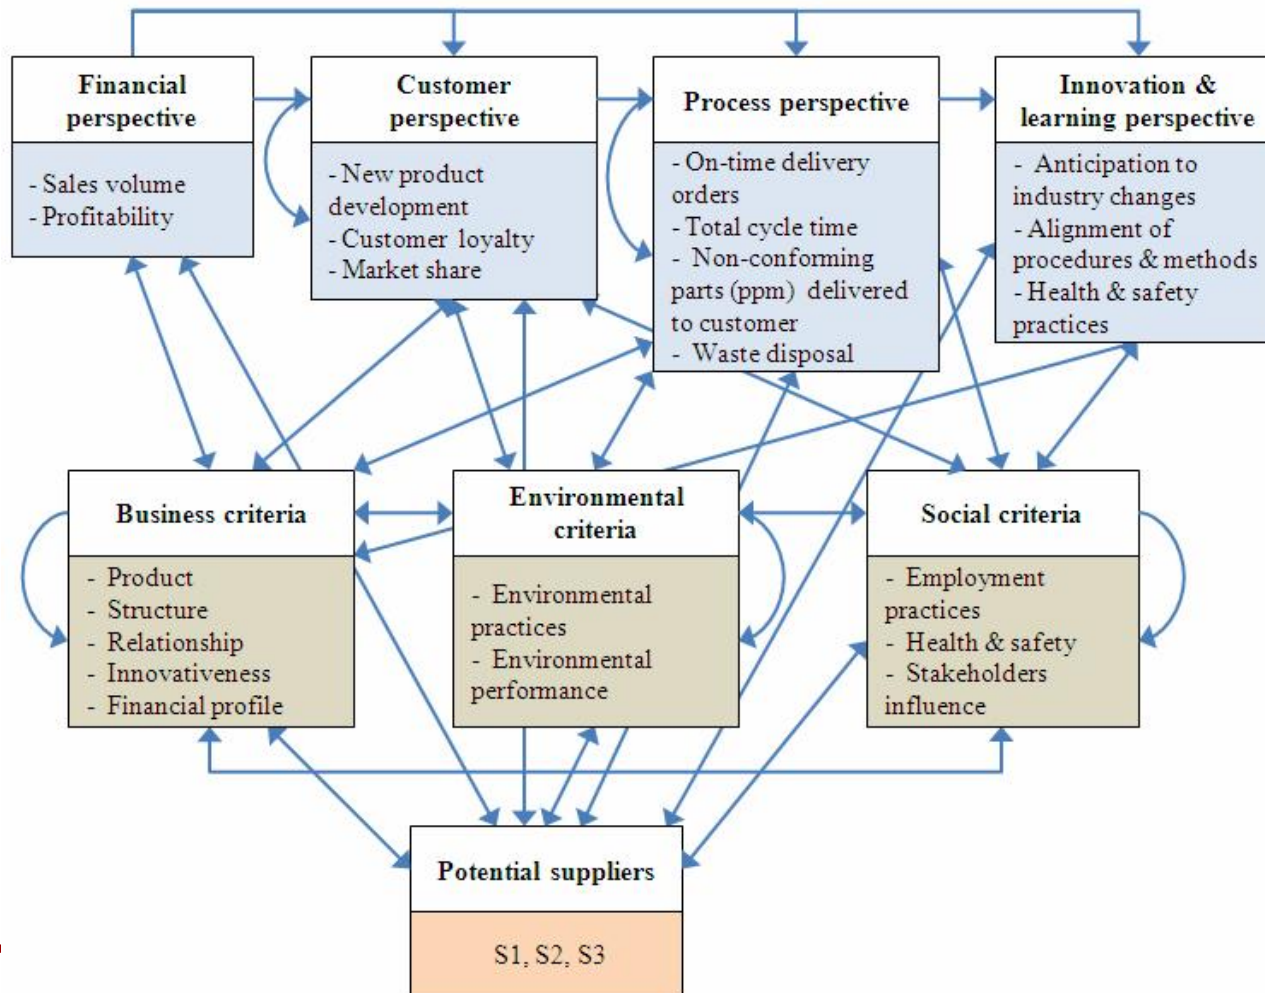 Financial
perspective
- Sales volume
- Profitability
Customer
perspective
- New product
development
- Customer loyalty
- Market share
Process perspective
- On-time delivery
orders
- Total cycle time
- Non-conforming
parts (ppm) delivered
to customer
- Waste disposal
Innovation &
learning perspective
- Anticipation to
industry changes
- Alignment of
procedures & methods
- Health & safety
practices
Business criteria
- Product
- Structure
- Relationship
- Innovativeness
- Financial profile
Environmental
criteria
- Environmental
practices
- Environmental
performance
Social criteria
- Employment
practices
- Health & safety
- Stakeholders
influence
Potential suppliers
S1, S2, S3